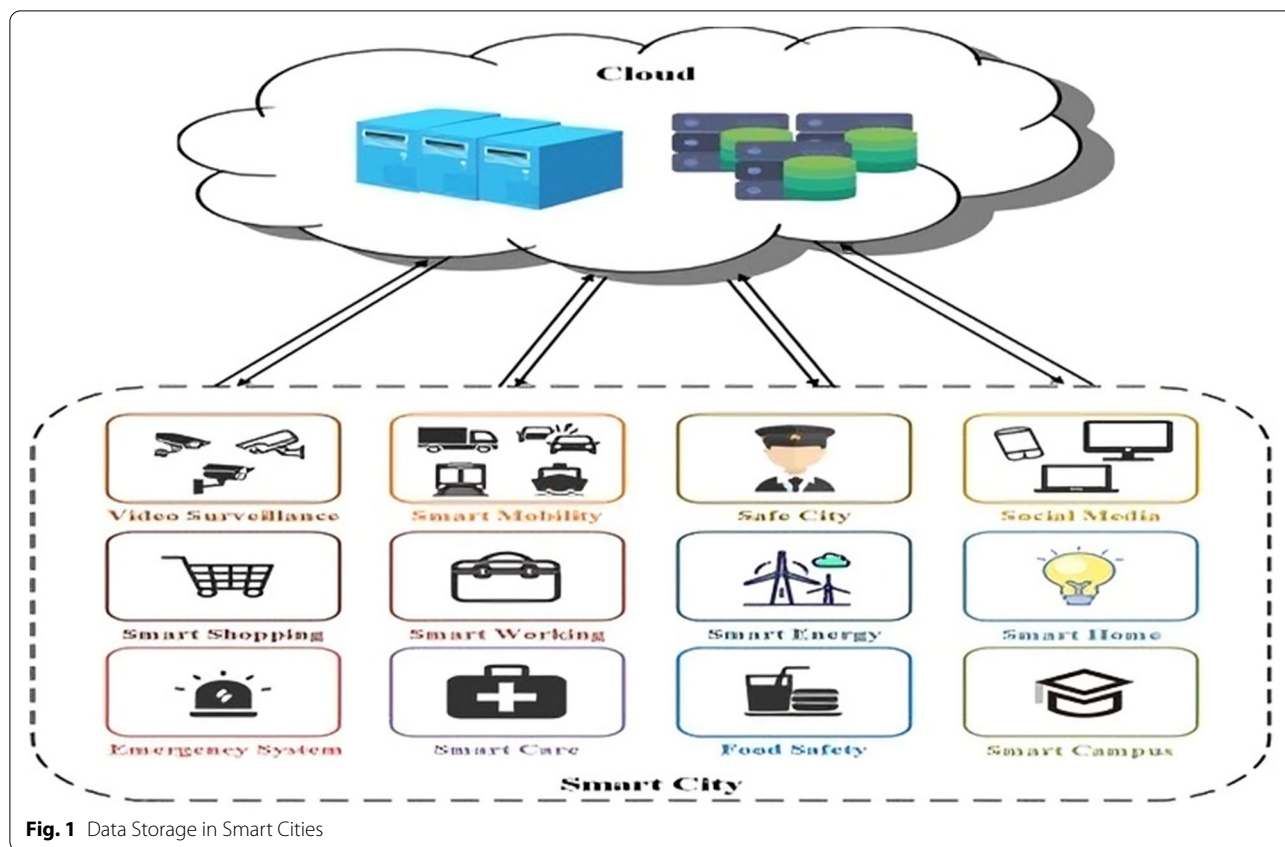 Cloud
Video Surveillance Smart Mobility Safe City Social Media
Smart Shopping Smart Working Smart Energy Smart Home
Emergency System Smart Care Food Safety Smart Campus
Smart City
Fig. 1 Data Storage in Smart Cities